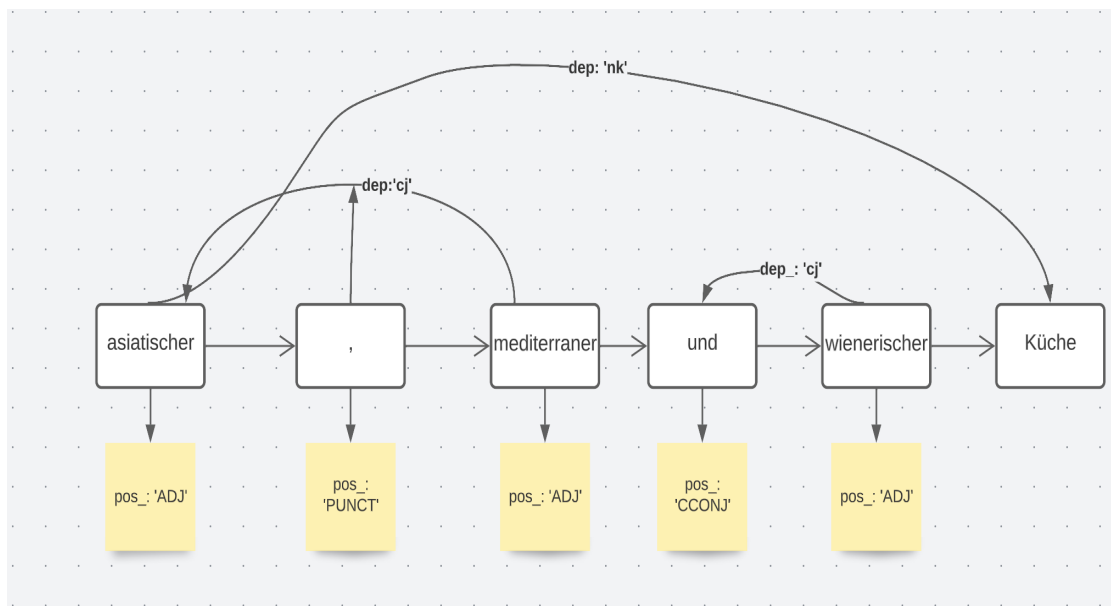 dep: 'nk'
dep:'cj'
dep_: 'cj'
asiatischer
,
mediterraner
und
wienerischer
Küche
pos_: 'ADJ'
pos_:
'PUNCT'
pos_: 'ADJ'
pos_:
'CCONJ'
pos_: 'ADJ'